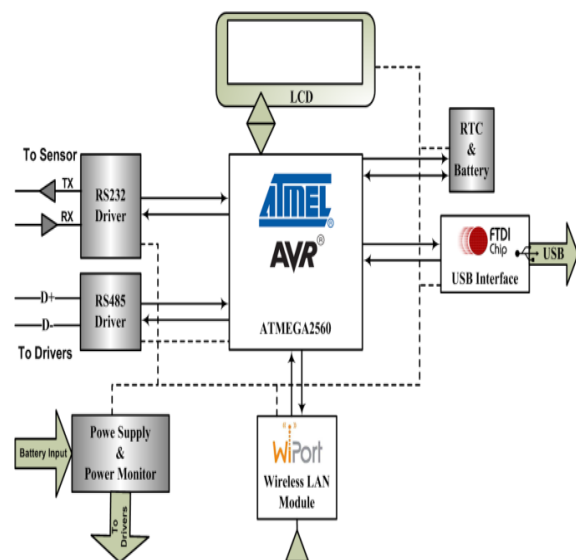 LCD
To Sensor
TX
RX
RS232
Driver
ATMEL
®
AVR®
ATMEGA2560
RTC
&
Battery
FTDI
Chip
USB Interface
USB
D+
D-
RS485
Driver
To Drivers
Battery Input
Powe Supply
&
Power Monitor
To
Drivers
WiPort
Wireless LAN
Module